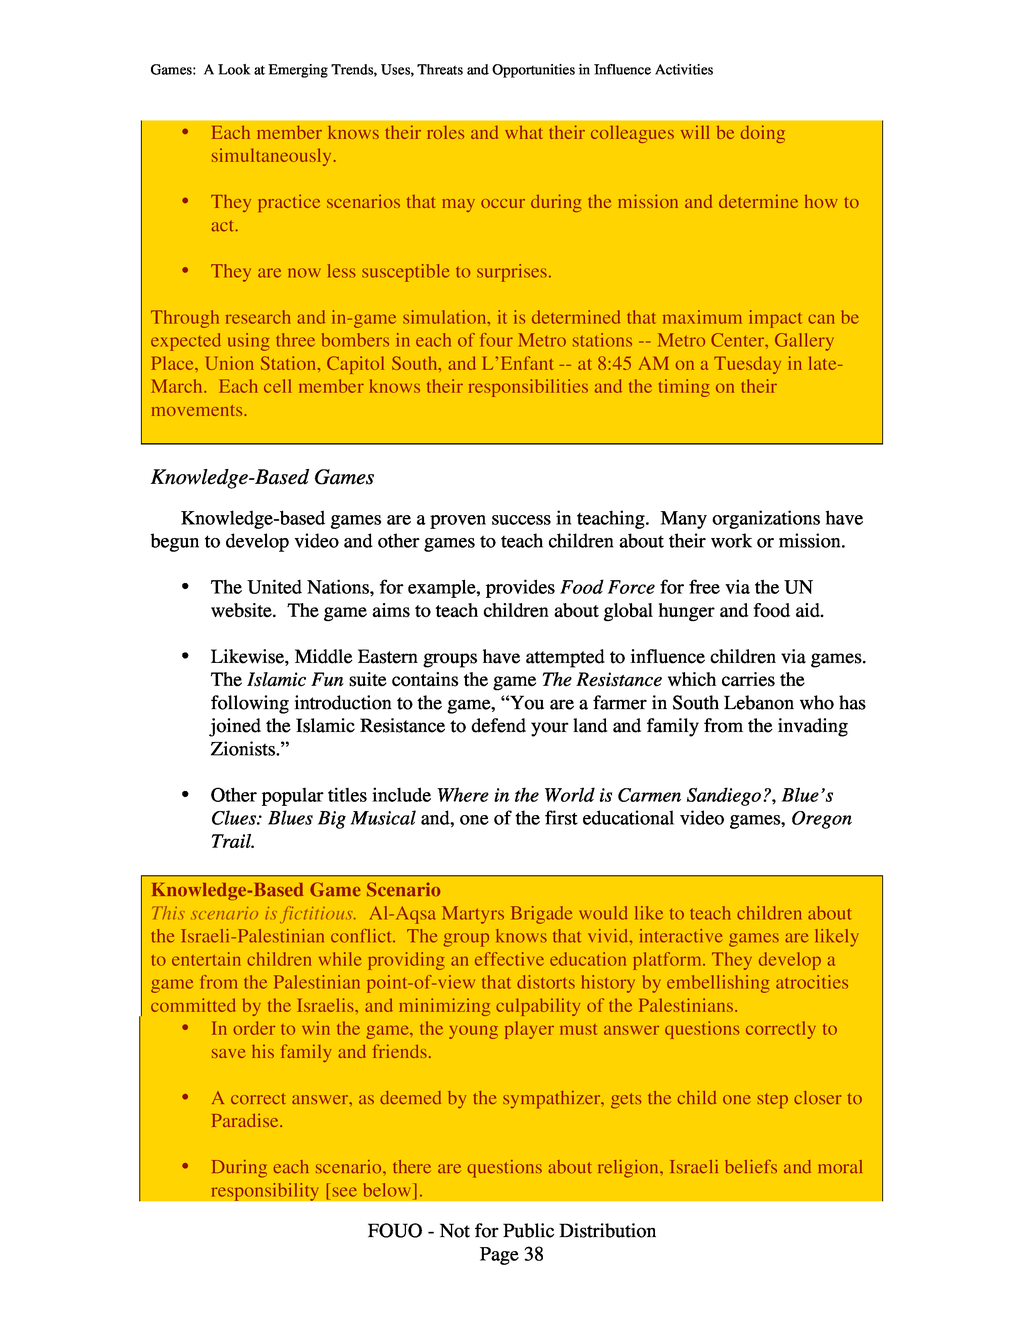 Games:  A Look at Emerging Trends, Uses, Threats and Opportunities in Influence Activities
• Each member knows their roles and what their colleagues will be doing
simultaneously.
• They practice scenarios that may occur during the mission and determine how to
act.
• They are now less susceptible to surprises.
Through research and in-game simulation, it is determined that maximum impact can be
expected using three bombers in each of four Metro stations -- Metro Center, Gallery
Place, Union Station, Capitol South, and L’Enfant -- at 8:45 AM on a Tuesday in late-
March.  Each cell member knows their responsibilities and the timing on their
movements.
Knowledge-Based Games
Knowledge-based games are a proven success in teaching.  Many organizations have
begun to develop video and other games to teach children about their work or mission.
• The United Nations, for example, provides Food Force for free via the UN
website.  The game aims to teach children about global hunger and food aid.
• Likewise, Middle Eastern groups have attempted to influence children via games.
The Islamic Fun suite contains the game The Resistance which carries the
following introduction to the game, “You are a farmer in South Lebanon who has
joined the Islamic Resistance to defend your land and family from the invading
Zionists.”
• Other popular titles include Where in the World is Carmen Sandiego?, Blue’s
Clues: Blues Big Musical and, one of the first educational video games, Oregon
Trail.
Knowledge-Based Game Scenario
This scenario is fictitious.  Al-Aqsa Martyrs Brigade would like to teach children about
the Israeli-Palestinian conflict.  The group knows that vivid, interactive games are likely
to entertain children while providing an effective education platform. They develop a
game from the Palestinian point-of-view that distorts history by embellishing atrocities
committed by the Israelis, and minimizing culpability of the Palestinians.
• In order to win the game, the young player must answer questions correctly to
save his family and friends.
• A correct answer, as deemed by the sympathizer, gets the child one step closer to
Paradise.
• During each scenario, there are questions about religion, Israeli beliefs and moral
responsibility [see below].
FOUO - Not for Public Distribution
Page 38